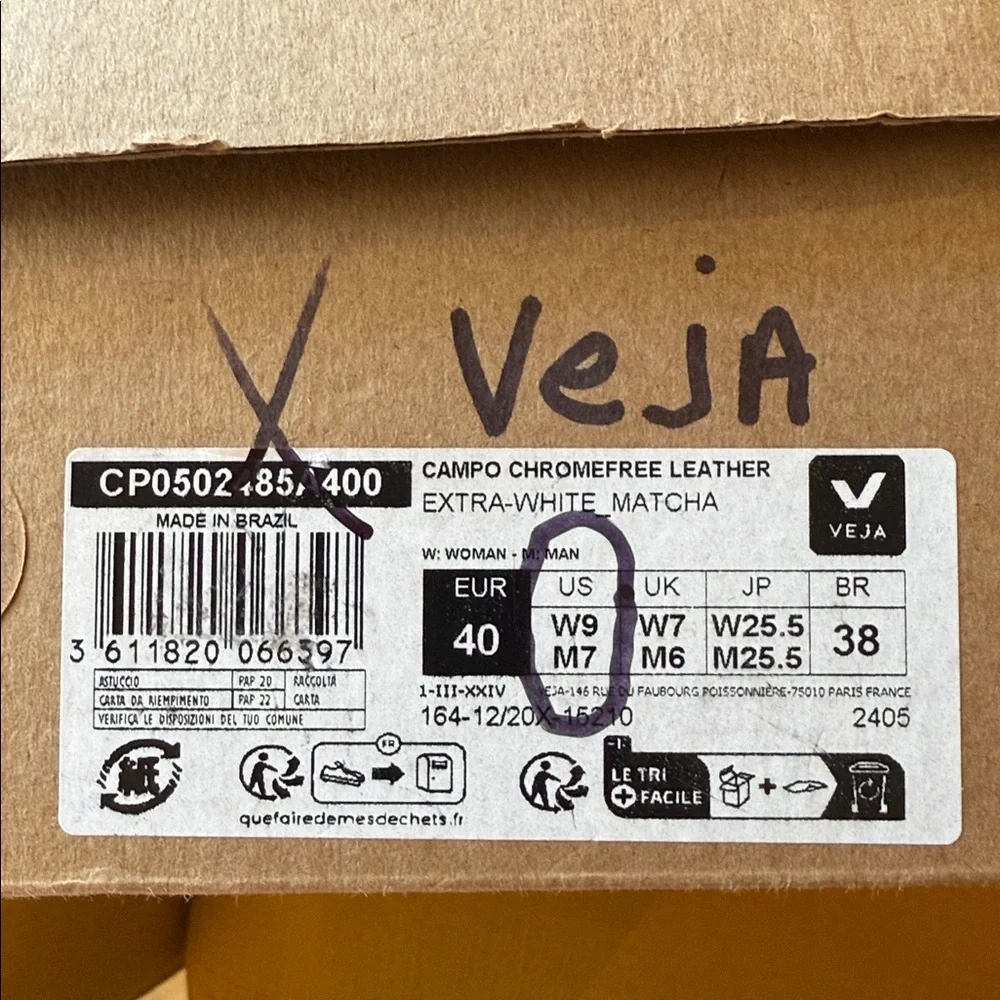 X VejA
CP0502485A400
MADE IN BRAZIL
3 611820 066397
ASTUCCIO PAP 20 RACCOLTA
CARTA DA RIEMPIMENTO PAP 22 CARTA
VERIFICA LE DISPOSIZIONI DEL TUO COMUNE
CAMPO CHROMEFREE LEATHER
EXTRA-WHITE_MATCHA
VEJA
W: WOMAN - M: MAN
EUR US UK JP BR
40 W9 W7 W25.5 38
M7 M6 M25.5
1-III-XXIV VEJA-146 RUE DU FAUBOURG POISSONNIÈRE-75010 PARIS FRANCE
164-12/20X-15210 2405
FR
quefairedemesdechets.fr
FR
LE TRI
+ FACILE
+